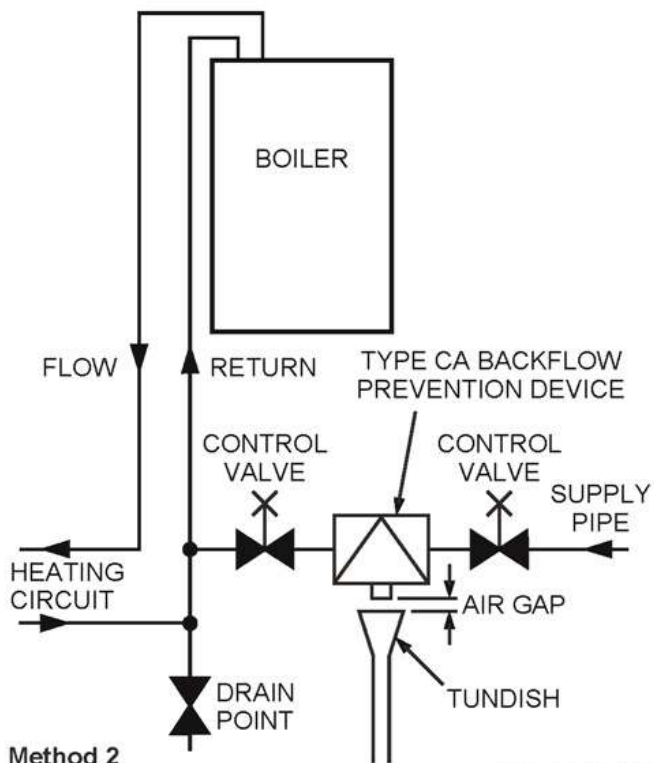 BOILER
FLOW
RETURN
TYPE CA BACKFLOW
PREVENTION DEVICE
CONTROL
VALVE
CONTROL
VALVE
SUPPLY
PIPE
HEATING
CIRCUIT
AIR GAP
DRAIN
POINT
TUNDISH
Method 2